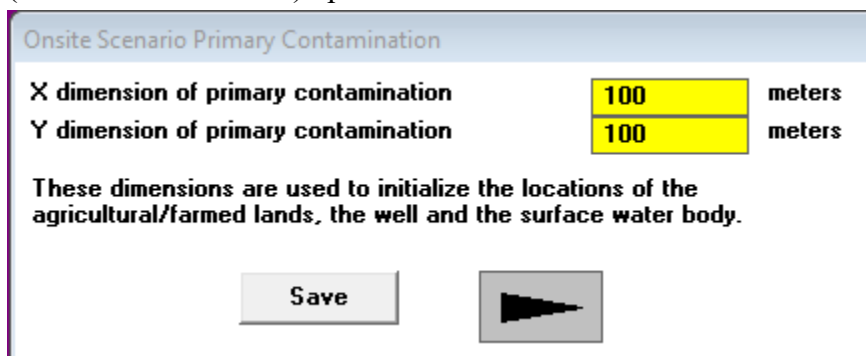 Onsite Scenario Primary Contamination
X dimension of primary contamination 100 meters
Y dimension of primary contamination 100 meters
These dimensions are used to initialize the locations of the
agricultural/farmed lands, the well and the surface water body.
Save